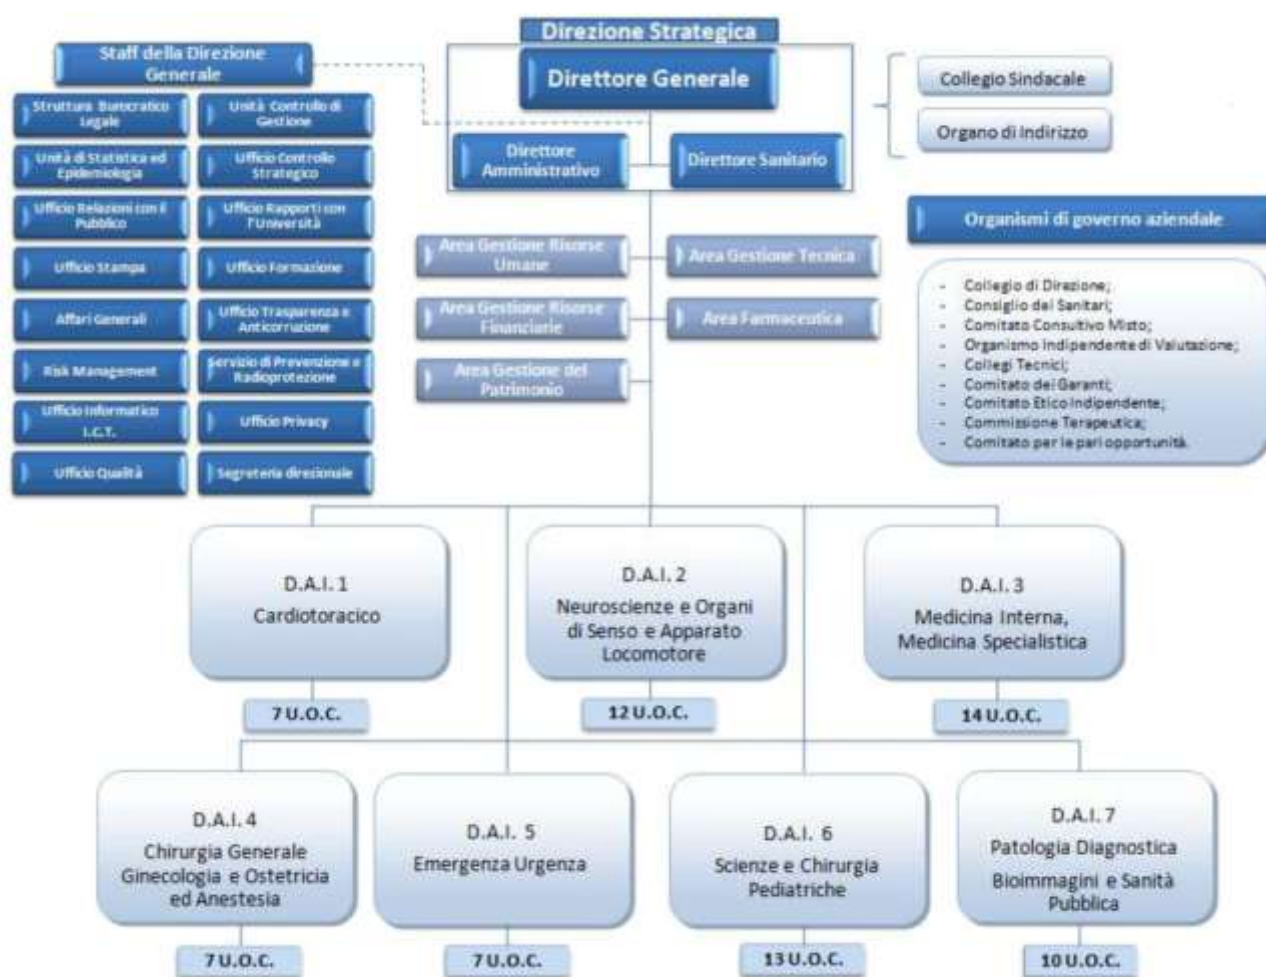 Direzione Strategica
Staff della Direzione
Generale
Direttore Generale
Collegio Sindacale
Organo di Indirizzo
Direttore
Amministrativo
Direttore Sanitario
Struttura Burocratico
Legale
Unità Controllo di
Gestione
Unità di Statistica ed
Epidemiologia
Ufficio Controllo
Strategico
Ufficio Relazioni con il
Pubblico
Ufficio Rapporti con
l'Università
Ufficio Stampa
Ufficio Formazione
Affari Generali
Ufficio Trasparenza e
Anticorruzione
Risk Management
Servizio di Prevenzione e
Radioprotezione
Ufficio Informatico
I.C.T.
Ufficio Privacy
Ufficio Qualità
Segreteria direzionale
Area Gestione Risorse
Umane
Area Gestione Tecnica
Area Gestione Risorse
Finanziarie
Area Farmaceutica
Area Gestione del
Patrimonio
Organismi di governo aziendale
- Collegio di Direzione;
- Consiglio dei Sanitari;
- Comitato Consultivo Misto;
- Organismo Indipendente di Valutazione;
- Collegi Tecnici;
- Comitato dei Garanti;
- Comitato Etico Indipendente;
- Commissione Terapeutica;
- Comitato per le pari opportunità.
D.A.I. 1
Cardiotoracico
7 U.O.C.
D.A.I. 2
Neuroscienze e Organi
di Senso e Apparato
Locomotore
12 U.O.C.
D.A.I. 3
Medicina Interna,
Medicina Specialistica
14 U.O.C.
D.A.I. 4
Chirurgia Generale
Ginecologia e Ostetricia
ed Anestesia
7 U.O.C.
D.A.I. 5
Emergenza Urgenza
7 U.O.C.
D.A.I. 6
Scienze e Chirurgia
Pediatriche
13 U.O.C.
D.A.I. 7
Patologia Diagnostica
Bioimmagini e Sanità
Pubblica
10 U.O.C.